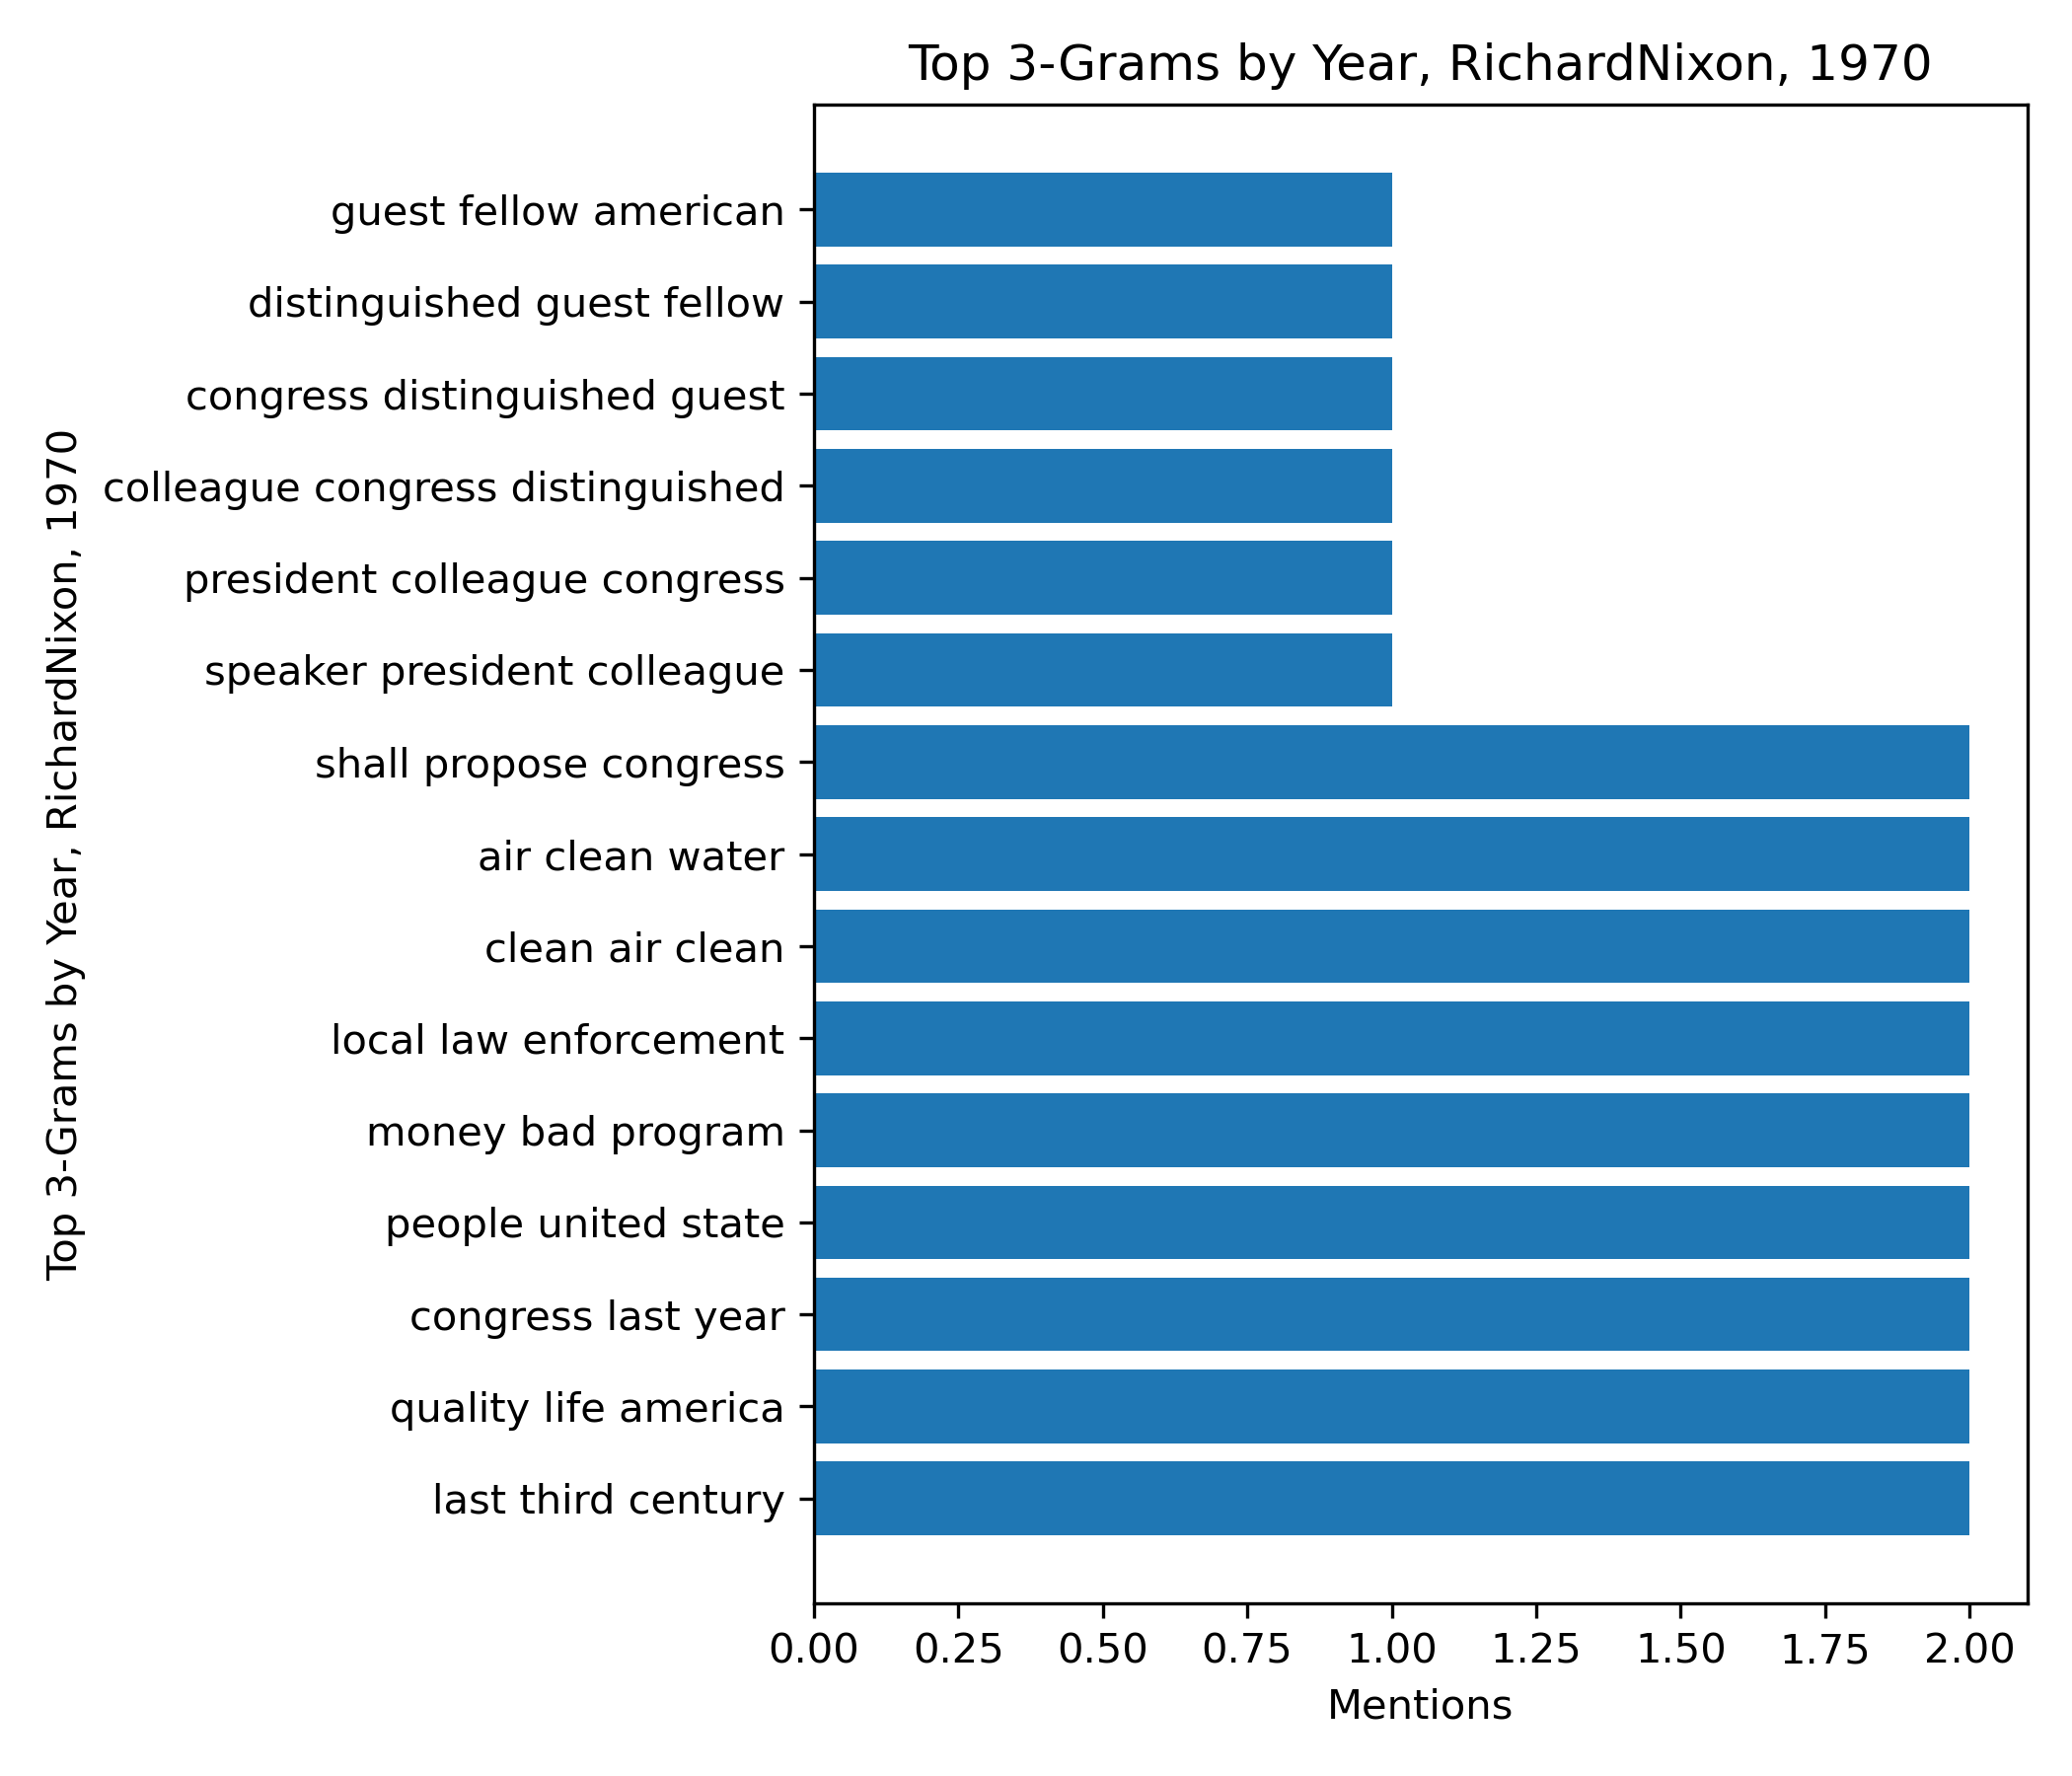 Top 3-Grams by Year, RichardNixon, 1970
Top 3-Grams by Year, RichardNixon, 1970
guest fellow american
distinguished guest fellow
congress distinguished guest
colleague congress distinguished
president colleague congress
speaker president colleague
shall propose congress
air clean water
clean air clean
local law enforcement
money bad program
people united state
congress last year
quality life america
last third century
0.00 0.25 0.50 0.75 1.00 1.25 1.50 1.75 2.00
Mentions